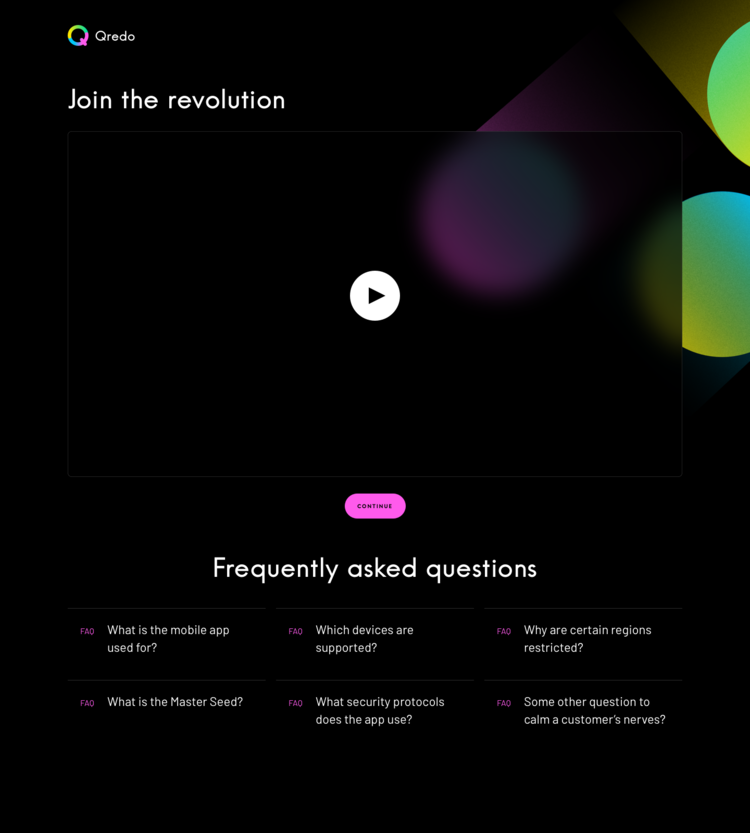 Qredo
Join the revolution
CONTINUE
Frequently asked questions
FAQ What is the mobile app
used for?
FAQ Which devices are
supported?
FAQ Why are certain regions
restricted?
FAQ What is the Master Seed?
FAQ What security protocols
does the app use?
FAQ Some other question to
calm a customer’s nerves?